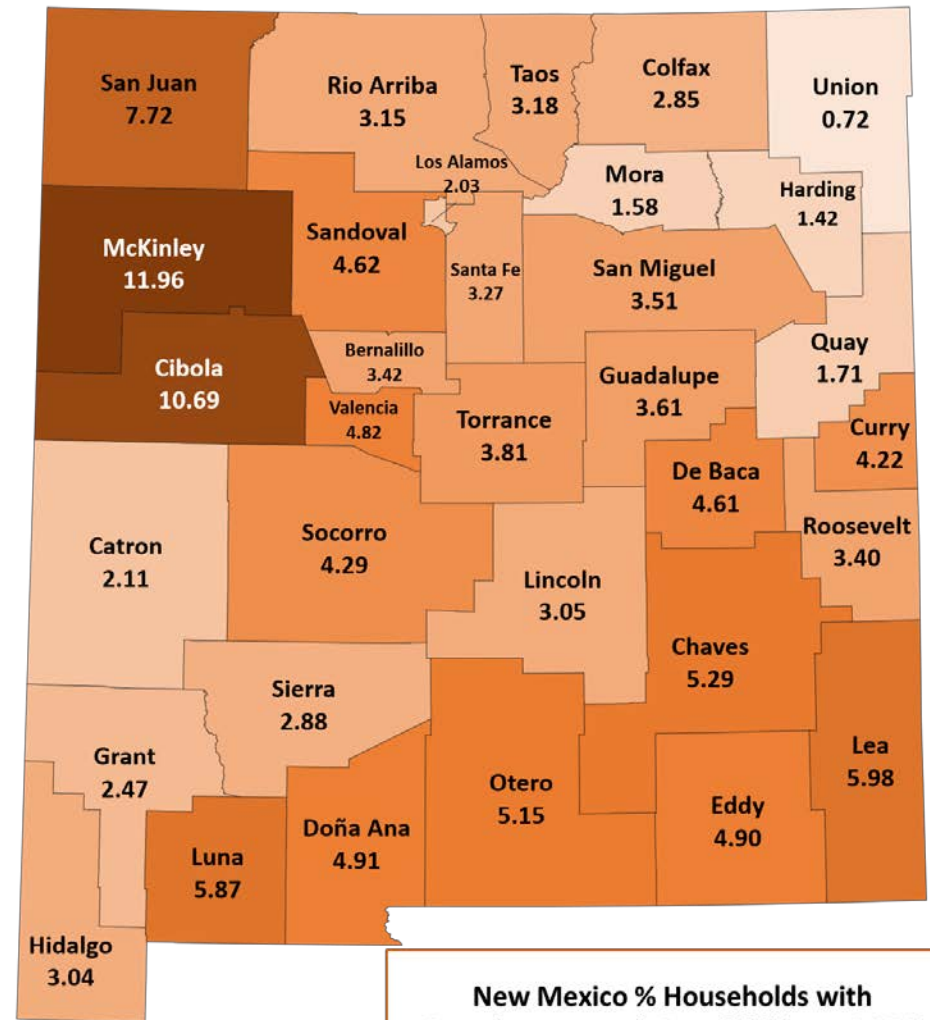 San Juan
7.72
Rio Arriba
3.15
Taos
3.18
Colfax
2.85
Union
0.72
Los Alamos
2.03
Mora
1.58
Harding
1.42
McKinley
11.96
Sandoval
4.62
Santa Fe
3.27
San Miguel
3.51
Cibola
10.69
Bernalillo
3.42
Valencia
4.82
Torrance
3.81
Guadalupe
3.61
Quay
1.71
Curry
4.22
De Baca
4.61
Roosevelt
3.40
Catron
2.11
Socorro
4.29
Lincoln
3.05
Chaves
5.29
Sierra
2.88
Grant
2.47
Otero
5.15
Eddy
4.90
Lea
5.98
Luna
5.87
Doña Ana
4.91
Hidalgo
3.04
New Mexico % Households with